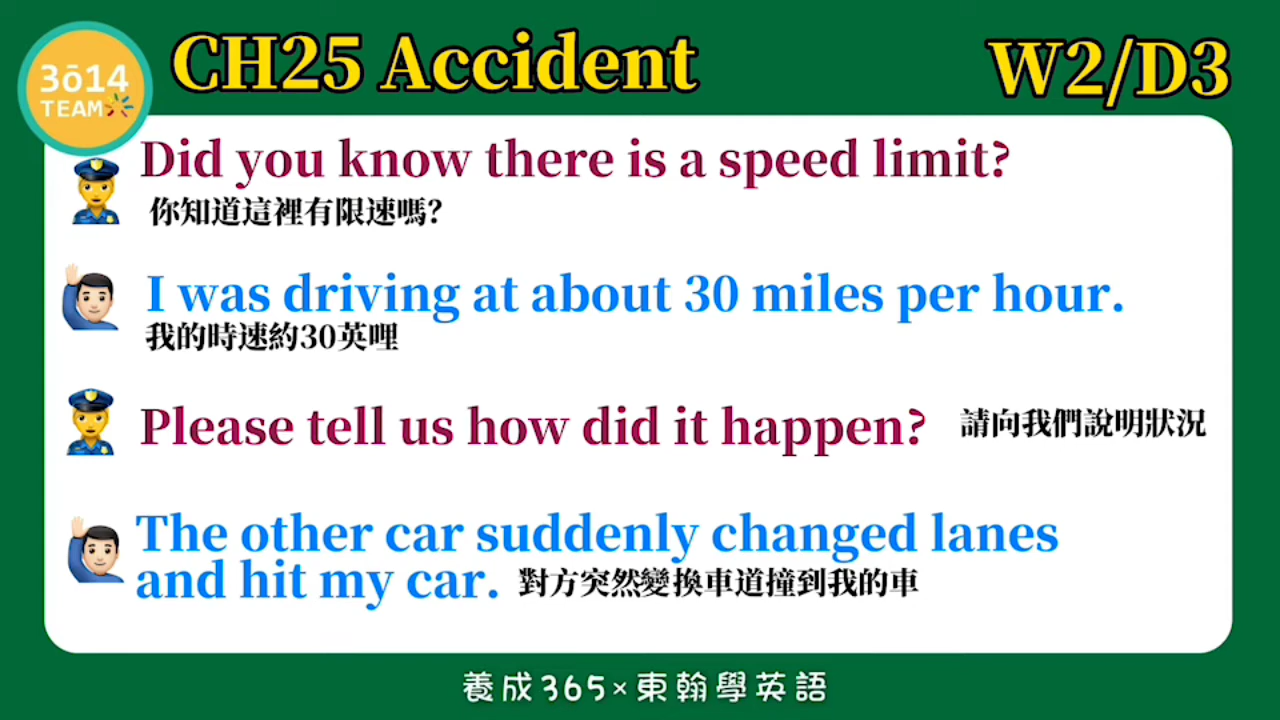 3ō14
TEAM
CH25 Accident
W2/D3
Did you know there is a speed limit?
你知道這裡有限速嗎?
I was driving at about 30 miles per hour.
我的時速約30英哩
Please tell us how did it happen?
請向我們說明狀況
The other car suddenly changed lanes
and hit my car.
對方突然變換車道撞到我的車
養成365×東翰學英語